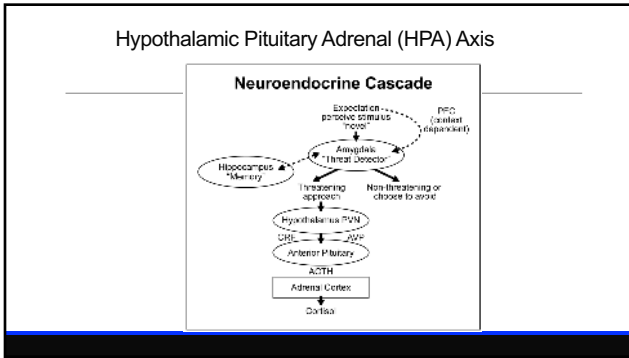 Hypothalamic Pituitary Adrenal (HPA) Axis
Neuroendocrine Cascade
Expectation
perceive stimulus
"novel"
PFC
(context
dependent)
Amygdala
"Threat Detector"
Hippocampus
"Memory
Threatening
approach
Non-threatening or
choose to avoid
Hypothalamus PVN
CRF
AVP
Anterior Pituitary
ACTH
Adrenal Cortex
Cortisol